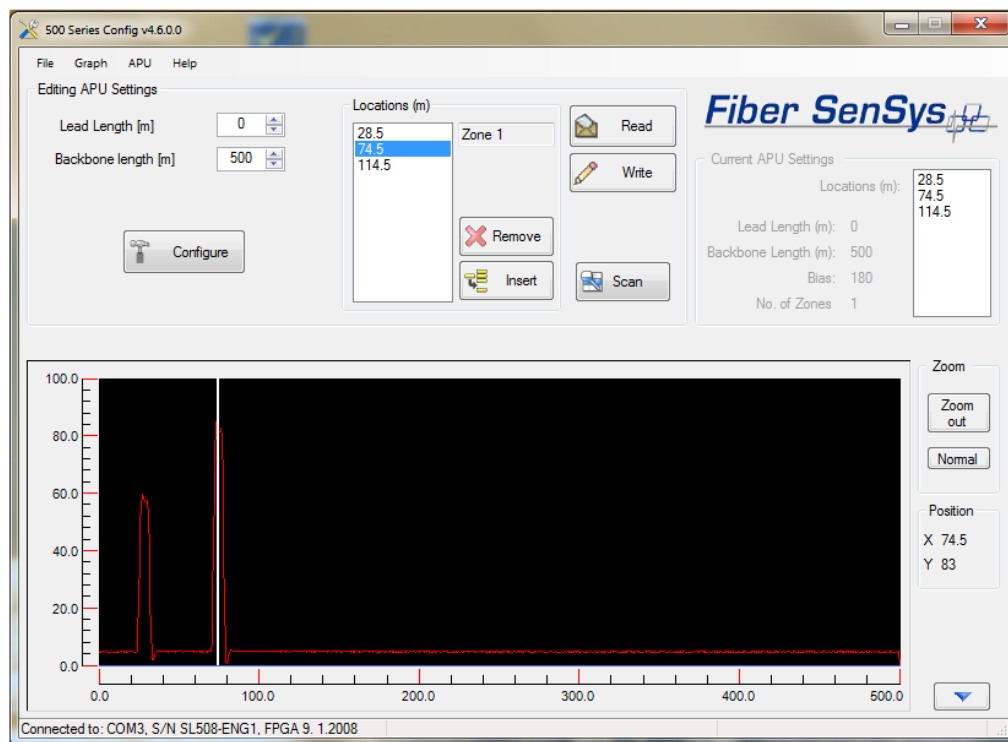 500 Series Config v4.6.0.0
File Graph APU Help
Editing APU Settings
Lead Length [m] 0
Backbone length [m] 500
Configure
Locations (m)
28.5
74.5
114.5
Zone 1
Remove
Insert
Read
Write
Scan
Fiber SenSys
Current APU Settings
Locations (m):
28.5
74.5
114.5
Lead Length (m): 0
Backbone Length (m): 500
Bias: 180
No. of Zones 1
100.0
80.0
60.0
40.0
20.0
0.0
0.0 100.0 200.0 300.0 400.0 500.0
Zoom
Zoom
out
Normal
Position
X 74.5
Y 83
Connected to: COM3, S/N SL508-ENG1, FPGA 9. 1.2008